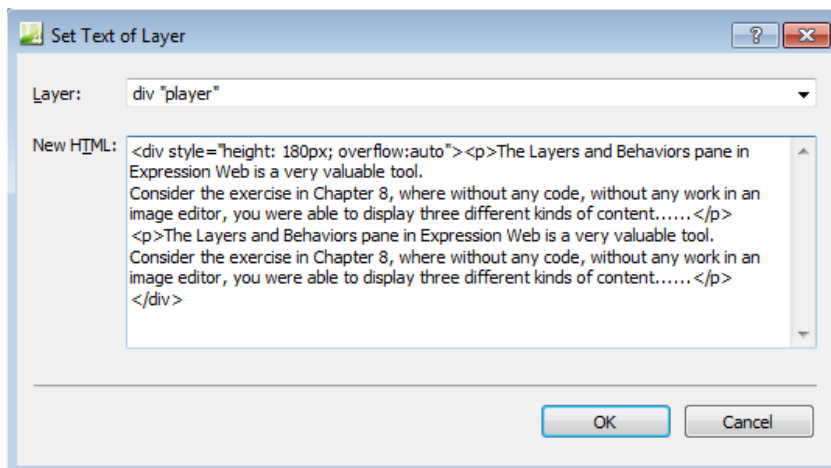 Set Text of Layer
Layer: div "player"
New HTML: <div style="height: 180px; overflow:auto"><p>The Layers and Behaviors pane in
Expression Web is a very valuable tool.
Consider the exercise in Chapter 8, where without any code, without any work in an
image editor, you were able to display three different kinds of content......</p>
<p>The Layers and Behaviors pane in Expression Web is a very valuable tool.
Consider the exercise in Chapter 8, where without any code, without any work in an
image editor, you were able to display three different kinds of content......</p>
</div>
OK Cancel